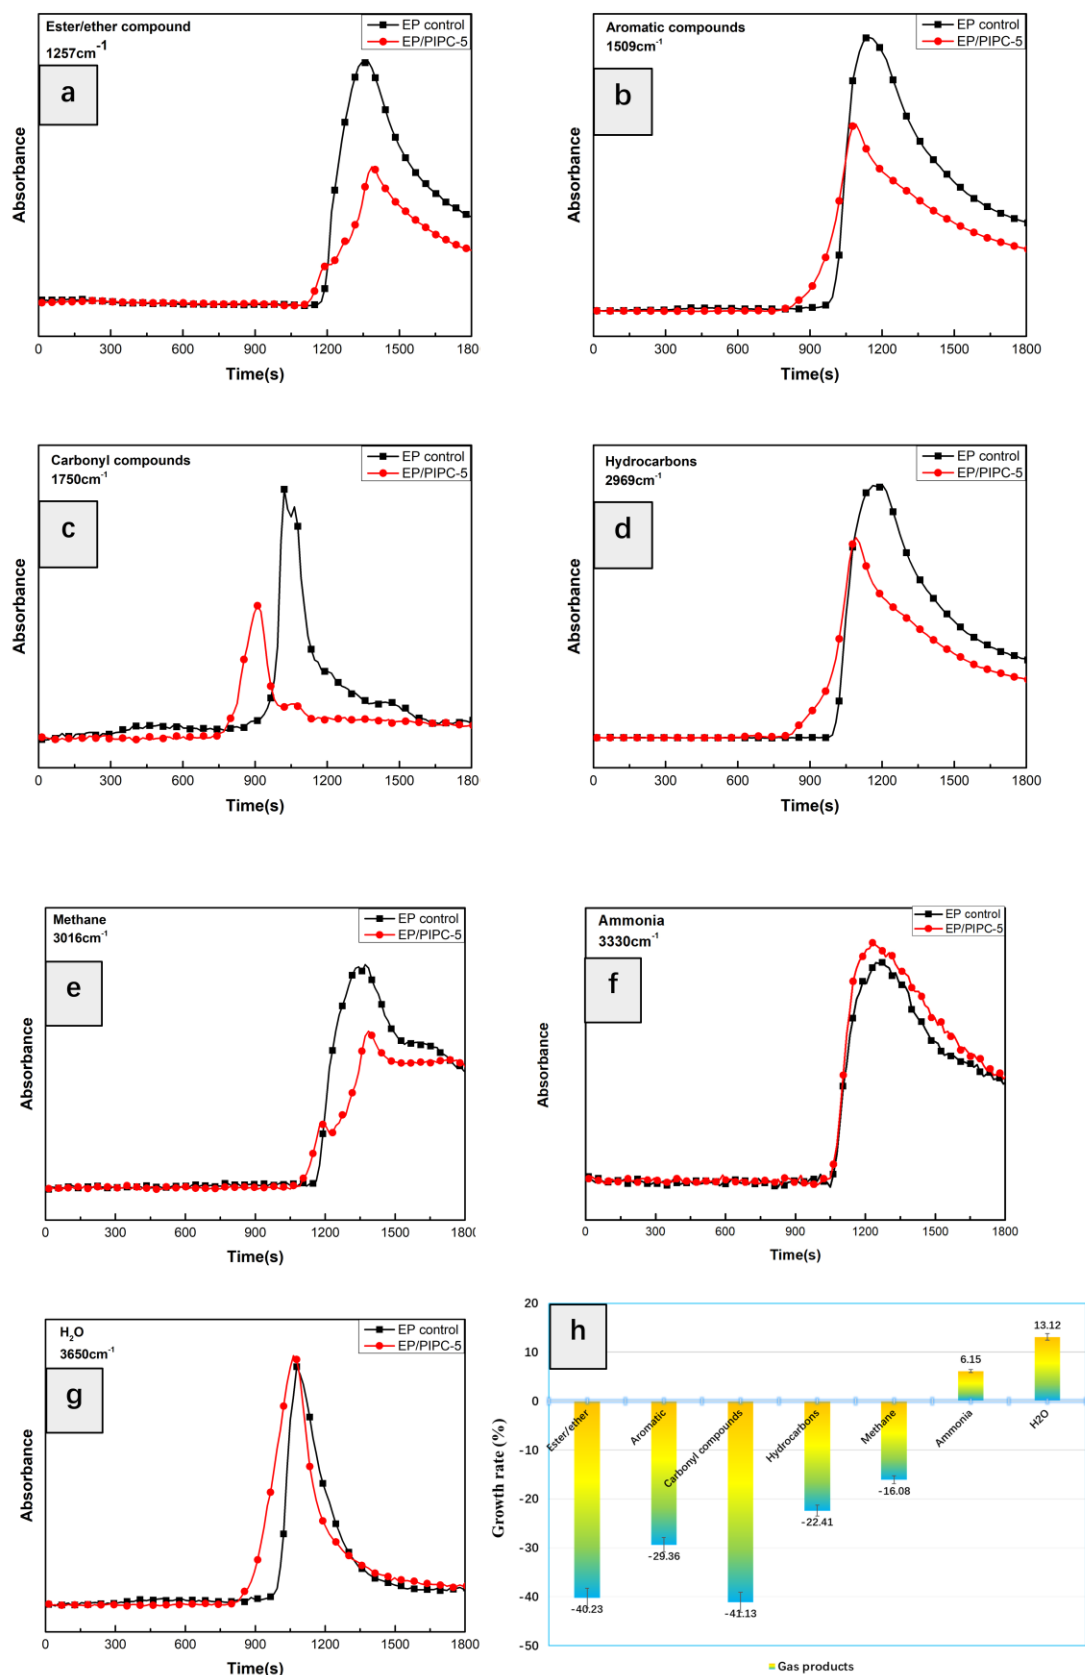 Ester/ether compound
1257cm-1
EP control
EP/PIPC-5
a
Absorbance
0 300 600 900 1200 1500 1800
Time(s)
Aromatic compounds
1509cm-1
EP control
EP/PIPC-5
b
Absorbance
0 300 600 900 1200 1500 1800
Time(s)
Carbonyl compounds
1750cm-1
EP control
EP/PIPC-5
c
Absorbance
0 300 600 900 1200 1500 1800
Time(s)
Hydrocarbons
2969cm-1
EP control
EP/PIPC-5
d
Absorbance
0 300 600 900 1200 1500 1800
Time(s)
Methane
3016cm-1
EP control
EP/PIPC-5
e
Absorbance
0 300 600 900 1200 1500 1800
Time(s)
Ammonia
3330cm-1
EP control
EP/PIPC-5
f
Absorbance
0 300 600 900 1200 1500 1800
Time(s)
H2O
3650cm-1
EP control
EP/PIPC-5
g
Absorbance
0 300 600 900 1200 1500 1800
Time(s)
h
Growth rate (%)
20
10
0
-10
-20
-30
-40
-50
Ester/ether
Aromatic
Carbonyl compounds
Hydrocarbons
Methane
Ammonia
H2O
-40.23
-29.36
-41.13
-22.41
-16.08
6.15
13.12
Gas products